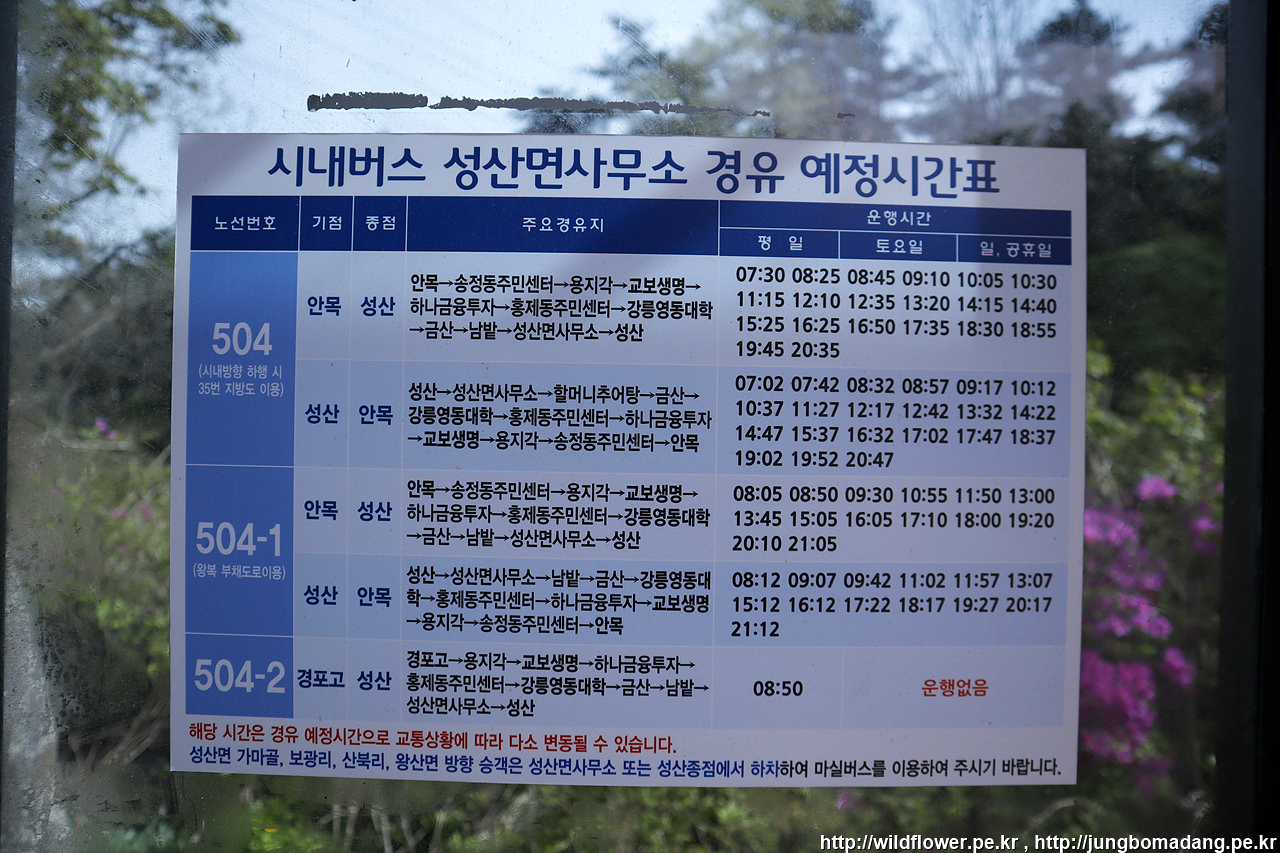 시내버스 성산면사무소 경유 예정시간표
노선번호 기점 종점 주요경유지 운행시간
평 일 토요일 일, 공휴일
504
(시내방향 하행 시
35번 지방도 이용)
안목 성산
안목→송정동주민센터→용지각→교보생명→
하나금융투자→홍제동주민센터→강릉영동대학
→금산→남밭→성산면사무소→성산
07:30 08:25 08:45 09:10 10:05 10:30
11:15 12:10 12:35 13:20 14:15 14:40
15:25 16:25 16:50 17:35 18:30 18:55
19:45 20:35
성산 안목
성산→성산면사무소→할머니추어탕→금산→
강릉영동대학→홍제동주민센터→하나금융투자
→교보생명→용지각→송정동주민센터→안목
07:02 07:42 08:32 08:57 09:17 10:12
10:37 11:27 12:17 12:42 13:32 14:22
14:47 15:37 16:32 17:02 17:47 18:37
19:02 19:52 20:47
504-1
(왕복 부채도로이용)
안목 성산
안목→송정동주민센터→용지각→교보생명→
하나금융투자→홍제동주민센터→강릉영동대학
→금산→남밭→성산면사무소→성산
08:05 08:50 09:30 10:55 11:50 13:00
13:45 15:05 16:05 17:10 18:00 19:20
20:10 21:05
성산 안목
성산→성산면사무소→남밭→금산→강릉영동대
학→홍제동주민센터→하나금융투자→교보생명
→용지각→송정동주민센터→안목
08:12 09:07 09:42 11:02 11:57 13:07
15:12 16:12 17:22 18:17 19:27 20:17
21:12
504-2
경포고 성산
경포고→용지각→교보생명→하나금융투자→
홍제동주민센터→강릉영동대학→금산→남밭→
성산면사무소→성산
08:50
운행없음
해당 시간은 경유 예정시간으로 교통상황에 따라 다소 변동될 수 있습니다.
성산면 가마골, 보광리, 산북리, 왕산면 방향 승객은 성산면사무소 또는 성산종점에서 하차하여 마실버스를 이용하여 주시기 바랍니다.
http://wildflower.pe.kr , http://jungbomadang.pe.kr